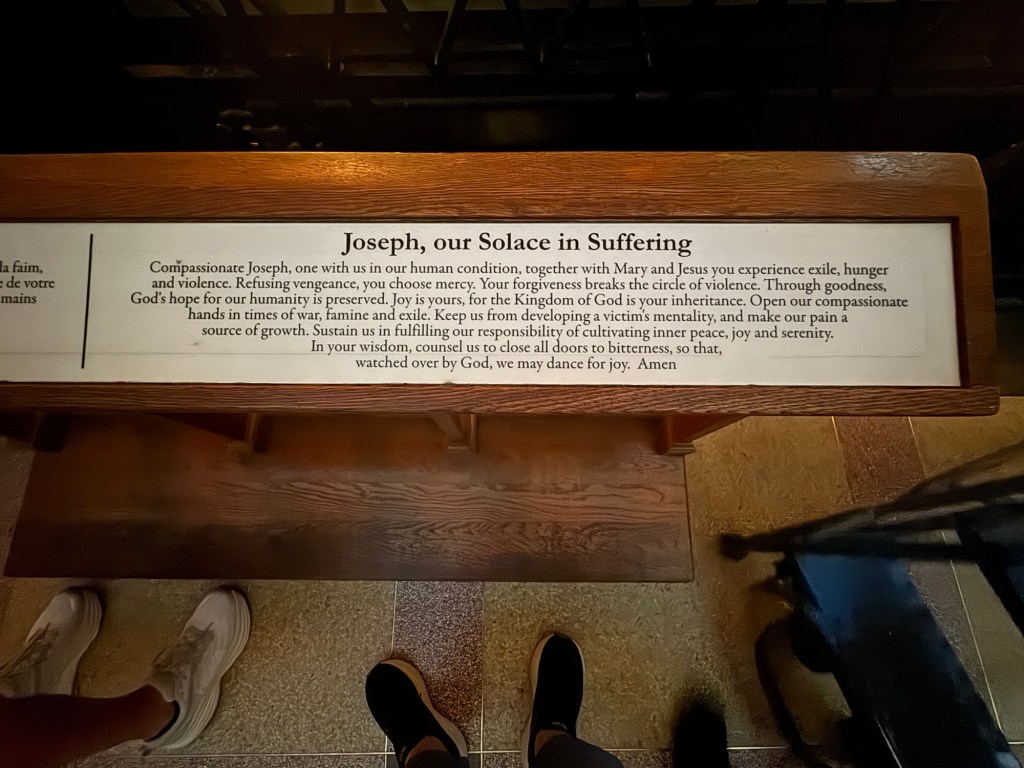 la faim,
e de votre
mains
Joseph, our Solace in Suffering
Compassionate Joseph, one with us in our human condition, together with Mary and Jesus you experience exile, hunger
and violence. Refusing vengeance, you choose mercy. Your forgiveness breaks the circle of violence. Through goodness,
God's hope for our humanity is preserved. Joy is yours, for the Kingdom of God is your inheritance. Open our compassionate
hands in times of war, famine and exile. Keep us from developing a victim's mentality, and make our pain a
source of growth. Sustain us in fulfilling our responsibility of cultivating inner peace, joy and serenity.
In your wisdom, counsel us to close all doors to bitterness, so that,
watched over by God, we may dance for joy. Amen